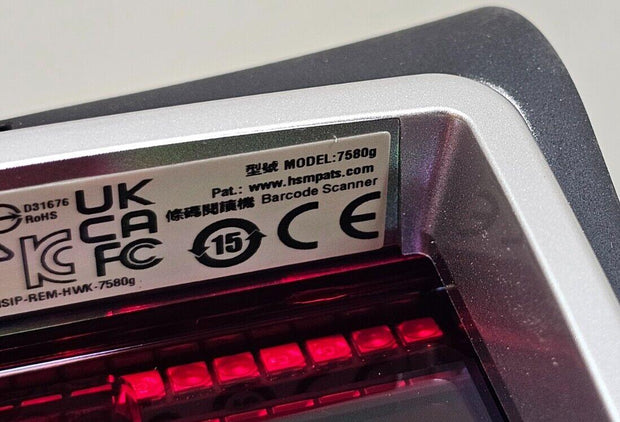 型號 MODEL:7580g
Pat.: www.hsmpats.com
條碼閱讀機 Barcode Scanner
D31676
RoHS
UK
CA
FC
15
CE
SIP-REM-HWK-7580g